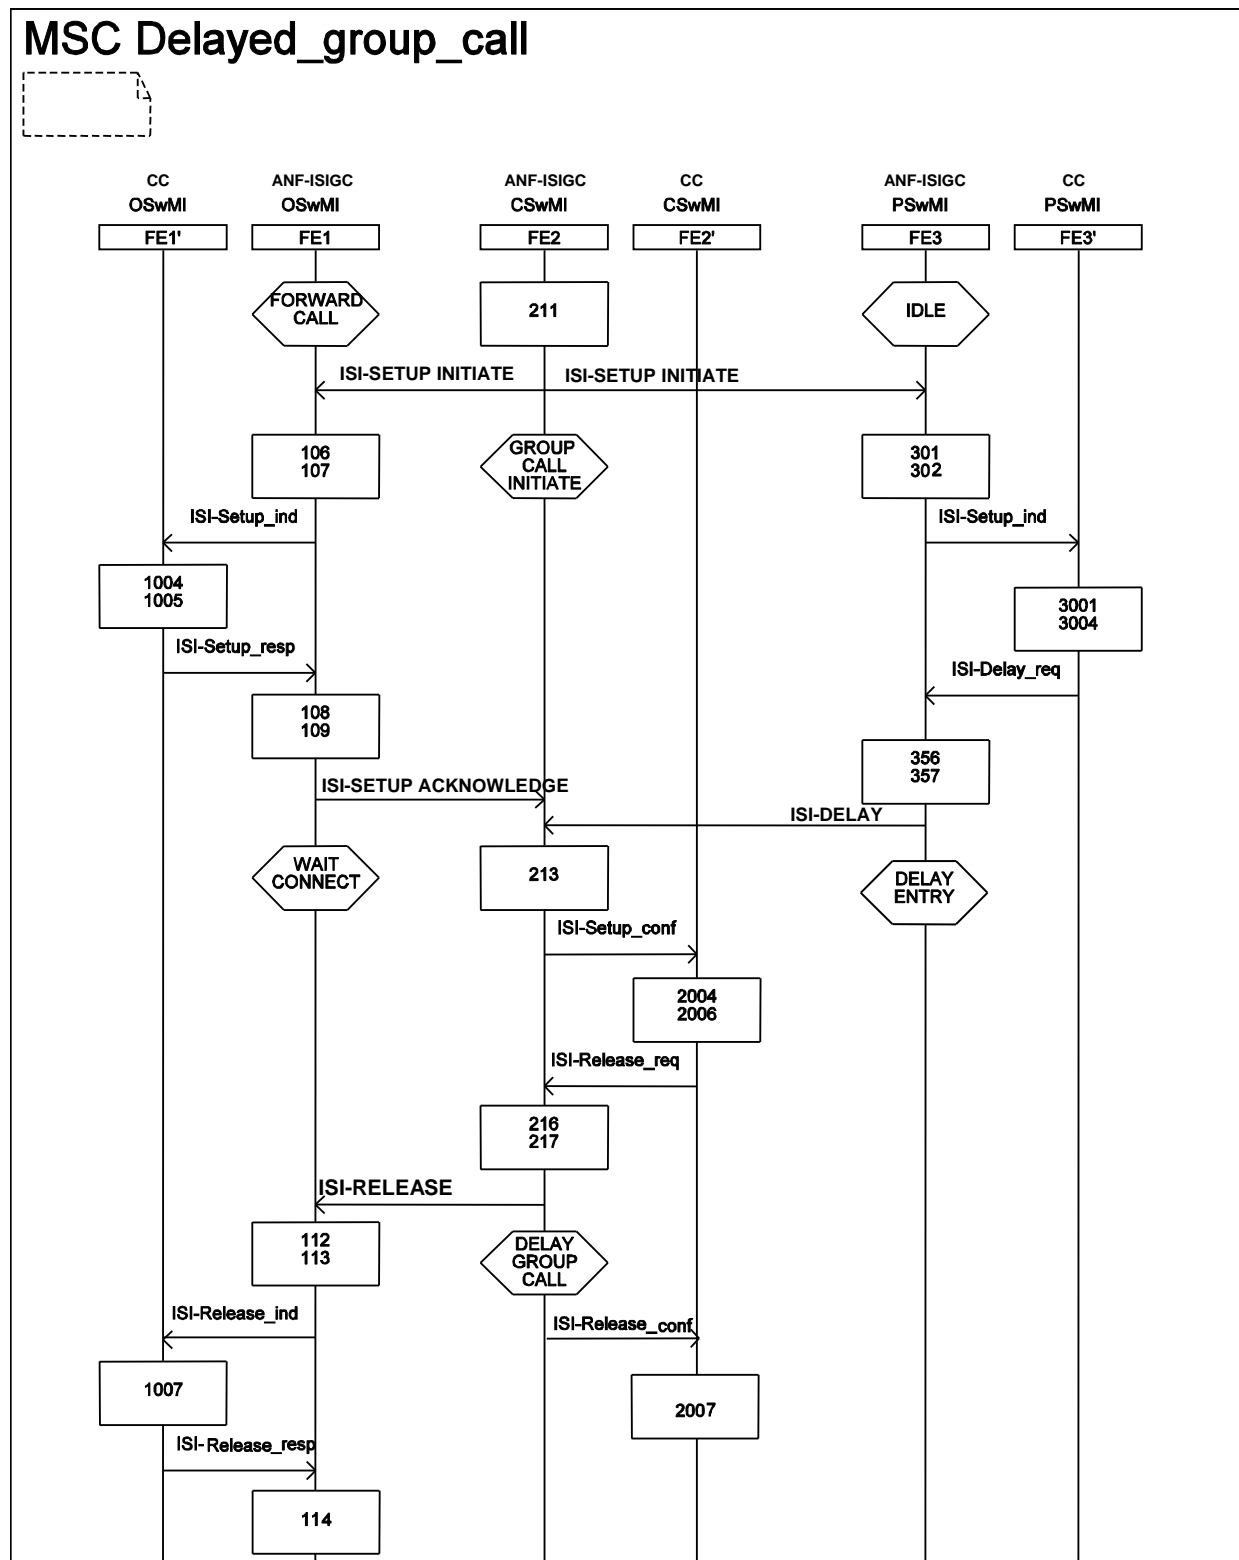 MSC Delayed_group_call
CC
ANF-ISIGC
ANF-ISIGC
CC
ANF-ISIGC
CC
OSwMI
OSwMI
CSwMI
CSwMI
PSwMI
PSwMI
FE1'
FE1
FE2
FE2'
FE3
FE3'
FORWARD
CALL
211
IDLE
ISI-SETUP INITIATE
ISI-SETUP INITIATE
106
107
GROUP
CALL
INITIATE
301
302
ISI-Setup_ind
ISI-Setup_ind
1004
1005
3001
3004
ISI-Setup_resp
ISI-Delay_req
108
109
356
357
ISI-SETUP ACKNOWLEDGE
ISI-DELAY
WAIT
CONNECT
213
DELAY
ENTRY
ISI-Setup_conf
2004
2006
ISI-Release_req
216
217
ISI-RELEASE
112
113
DELAY
GROUP
CALL
ISI-Release_ind
ISI-Release_conf
1007
2007
ISI-Release_resp
114